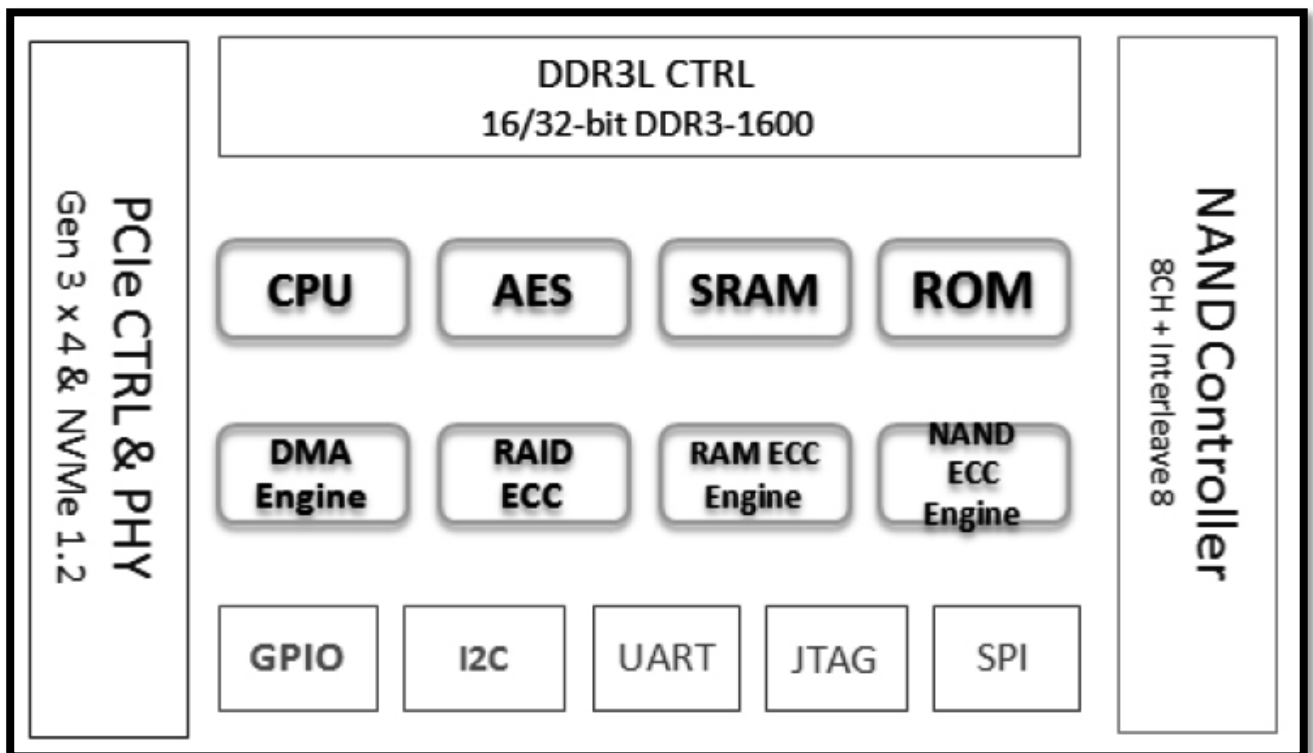 DDR3L CTRL
16/32-bit DDR3-1600
PCIe CTRL & PHY
Gen 3 x 4 & NVMe 1.2
CPU
AES
SRAM
ROM
DMA
Engine
RAID
ECC
RAM ECC
Engine
NAND
ECC
Engine
GPIO
I2C
UART
JTAG
SPI
NAND Controller
8CH + Interleave 8